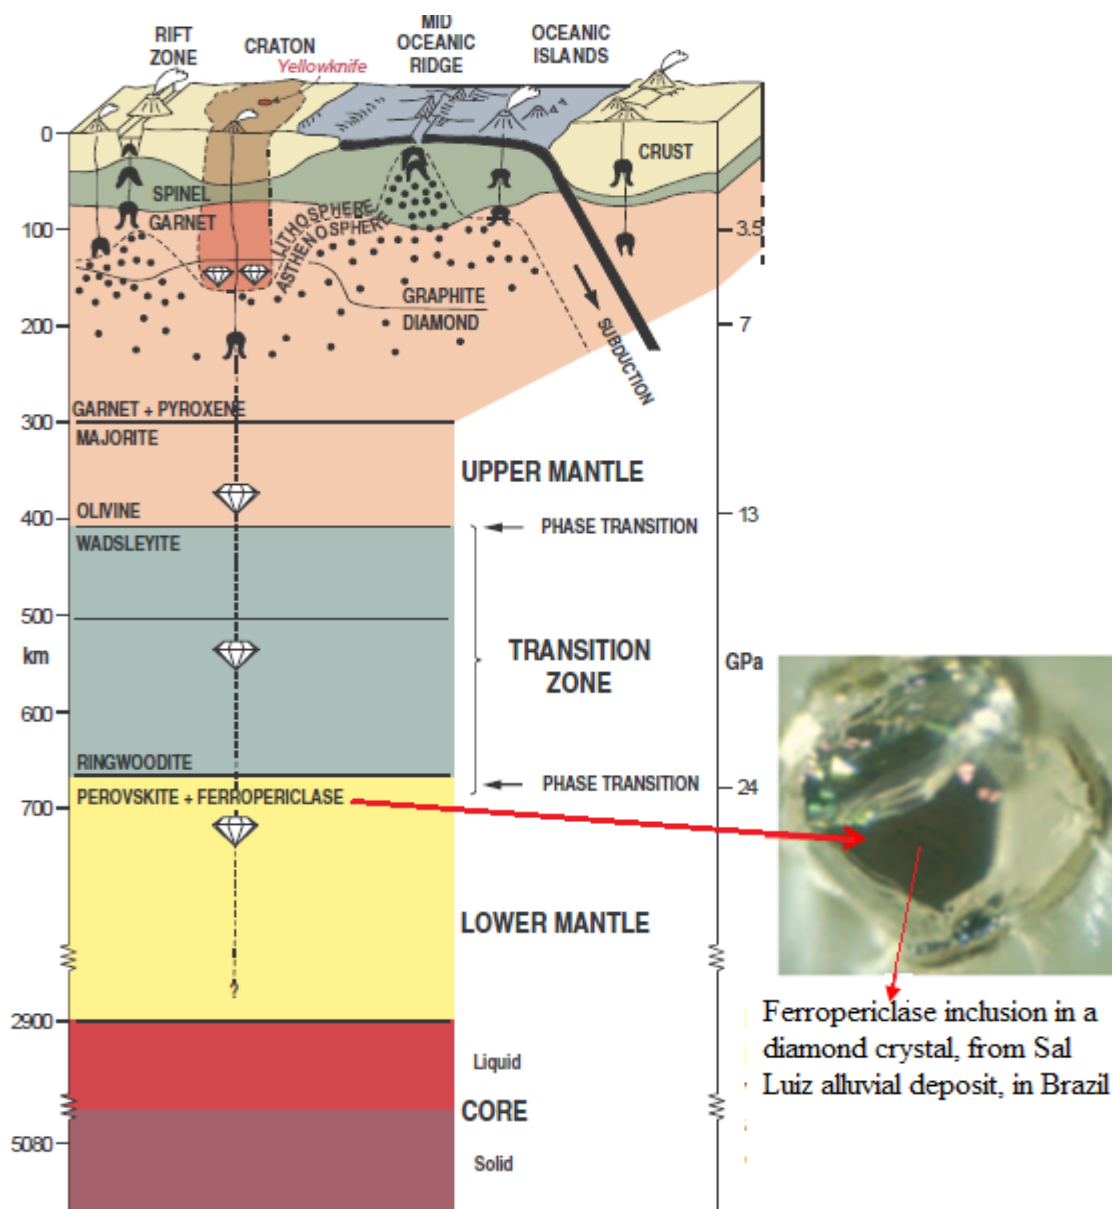 RIFT
ZONE
CRATON
Yellowknife
MID
OCEANIC
RIDGE
OCEANIC
ISLANDS
0
CRUST
SPINEL
100
GARNET
LITHOSPHERE
ASTHENOSPHERE
3.5
GRAPHITE
DIAMOND
200
7
SUBDUCTION
GARNET + PYROXENE
300
MAJORITE
UPPER MANTLE
OLIVINE
400
13
PHASE TRANSITION
WADSLEYITE
500
km
TRANSITION
ZONE
GPa
600
RINGWOODITE
PHASE TRANSITION
24
PEROVSKITE + FERROPERICLASE
700
LOWER MANTLE
?
2900
Liquid
CORE
5080
Solid
Ferropericlase inclusion in a
diamond crystal, from Sal
Luiz alluvial deposit, in Brazil